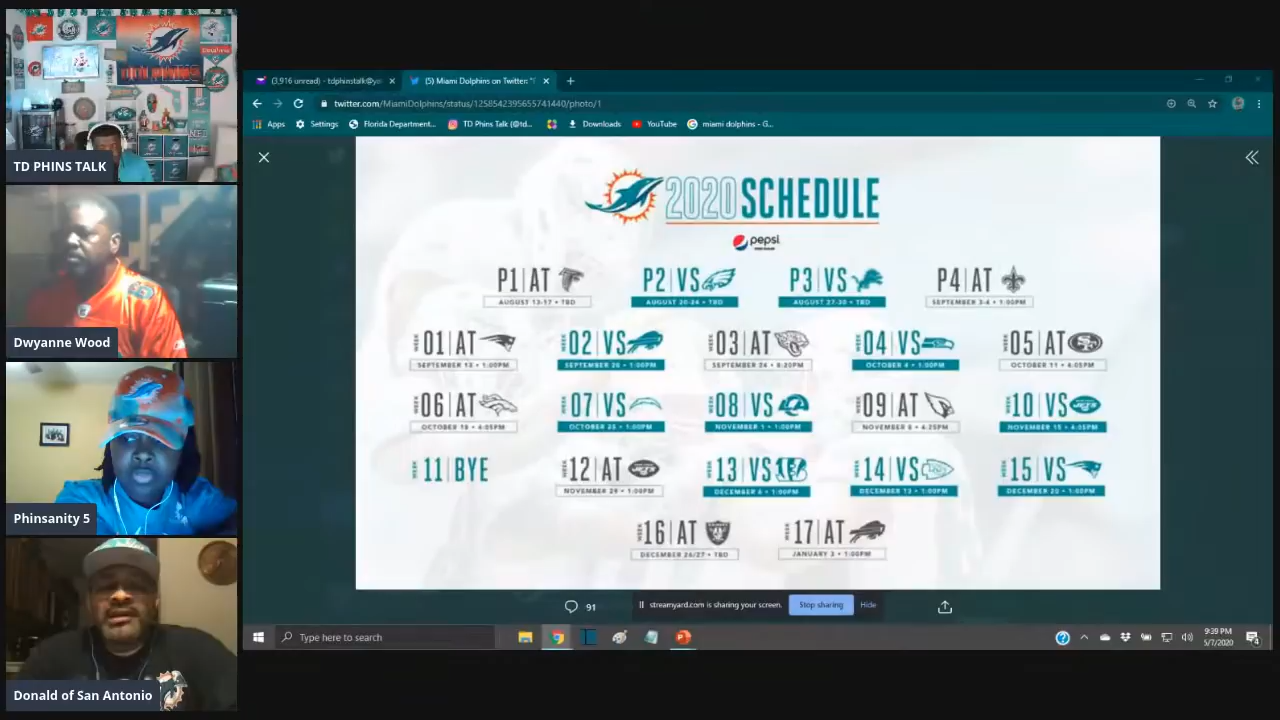 TD PHINS TALK
Dwyanne Wood
Phinsanity 5
Donald of San Antonio
(3,916 unread) - tdphinstalk@ya
(5) Miami Dolphins on Twitter: "
twitter.com/MiamiDolphins/status/1258542395655741440/photo/1
Apps Settings Florida Department... TD Phins Talk (@td... Downloads YouTube miami dolphins - G...
2020 SCHEDULE
pepsi
P1|AT P2|VS P3|VS P4|AT
AUGUST 13-17 • TBD AUGUST 20-24 • TBD AUGUST 27-30 • TBD SEPTEMBER 3-4 • 1:00PM
WEEK 01|AT WEEK 02|VS WEEK 03|AT WEEK 04|VS WEEK 05|AT
SEPTEMBER 13 • 1:00PM SEPTEMBER 20 • 1:00PM SEPTEMBER 24 • 8:20PM OCTOBER 4 • 1:00PM OCTOBER 11 • 4:05PM
WEEK 06|AT WEEK 07|VS WEEK 08|VS WEEK 09|AT WEEK 10|VS
OCTOBER 18 • 4:05PM OCTOBER 25 • 1:00PM NOVEMBER 1 • 1:00PM NOVEMBER 8 • 4:25PM NOVEMBER 15 • 4:05PM
WEEK 11|BYE WEEK 12|AT WEEK 13|VS WEEK 14|VS WEEK 15|VS
NOVEMBER 29 • 1:00PM DECEMBER 6 • 1:00PM DECEMBER 13 • 1:00PM DECEMBER 20 • 1:00PM
WEEK 16|AT WEEK 17|AT
DECEMBER 26/27 • TBD JANUARY 3 • 1:00PM
91
streamyard.com is sharing your screen. Stop sharing Hide
Type here to search
9:39 PM
5/7/2020
4